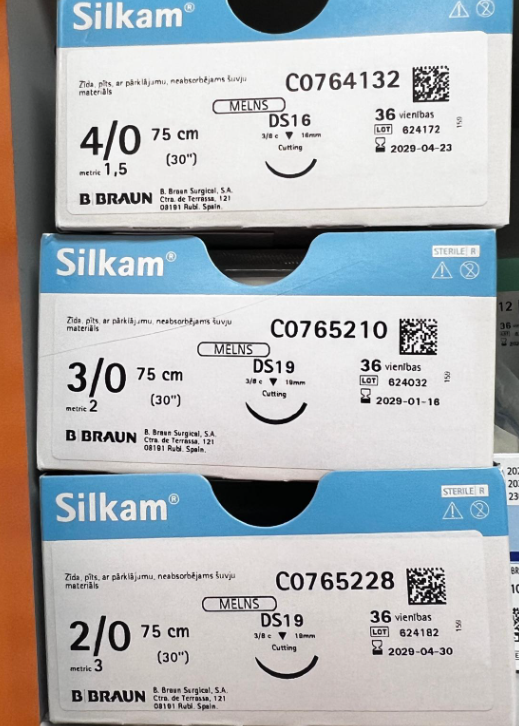 Silkam®
Zīda, pīts, ar pārklājumu, neabsorbējams šuvju
materiāls
C0764132
MELNS
4/0 75 cm
(30")
metric 1,5
DS16
3/8 c ▼ 16mm
Cutting
36 vienības
LOT 624172
2029-04-23
159
B|BRAUN
B. Braun Surgical, S.A.
Ctra. de Terrassa, 121
08191 Rubí. Spain.
Silkam®
STERILE R
Zīda, pīts, ar pārklājumu, neabsorbējams šuvju
materiāls
C0765210
MELNS
3/0 75 cm
(30")
metric 2
DS19
3/8 c ▼ 19mm
Cutting
36 vienības
LOT 624032
2029-01-16
159
B|BRAUN
B. Braun Surgical, S.A.
Ctra. de Terrassa, 121
08191 Rubí. Spain.
Silkam®
STERILE R
Zīda, pīts, ar pārklājumu, neabsorbējams šuvju
materiāls
C0765228
MELNS
2/0 75 cm
(30")
metric 3
DS19
3/8 c ▼ 19mm
Cutting
36 vienības
LOT 624182
2029-04-30
159
B|BRAUN
B. Braun Surgical, S.A.
Ctra. de Terrassa, 121
08191 Rubí. Spain.
12
36